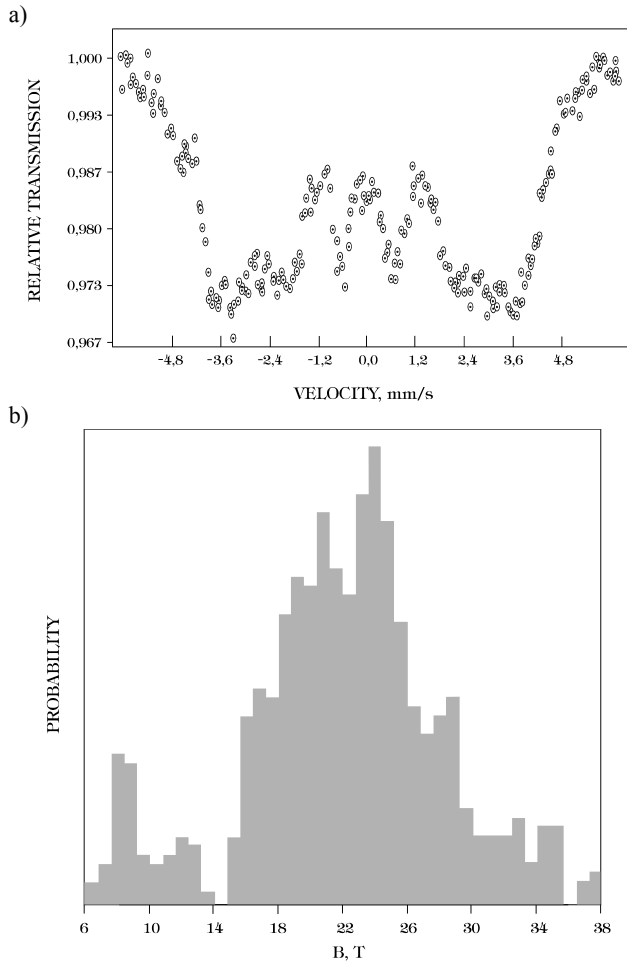 a)
RELATIVE TRANSMISSION
1,000
0,993
0,987
0,980
0,973
0,967
-4,8 -3,6 -2,4 -1,2 0,0 1,2 2,4 3,6 4,8
VELOCITY, mm/s
b)
PROBABILITY
6 10 14 18 22 26 30 34 38
B, T